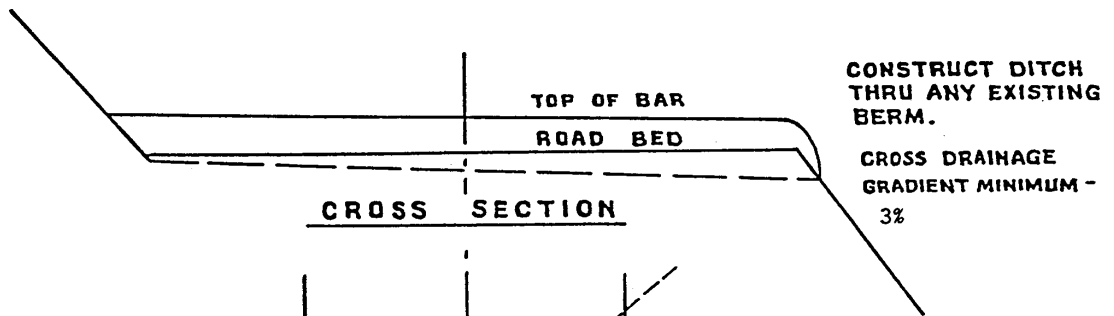 TOP OF BAR
ROAD BED
CROSS SECTION
CONSTRUCT DITCH
THRU ANY EXISTING
BERM.
CROSS DRAINAGE
GRADIENT MINIMUM -
3%